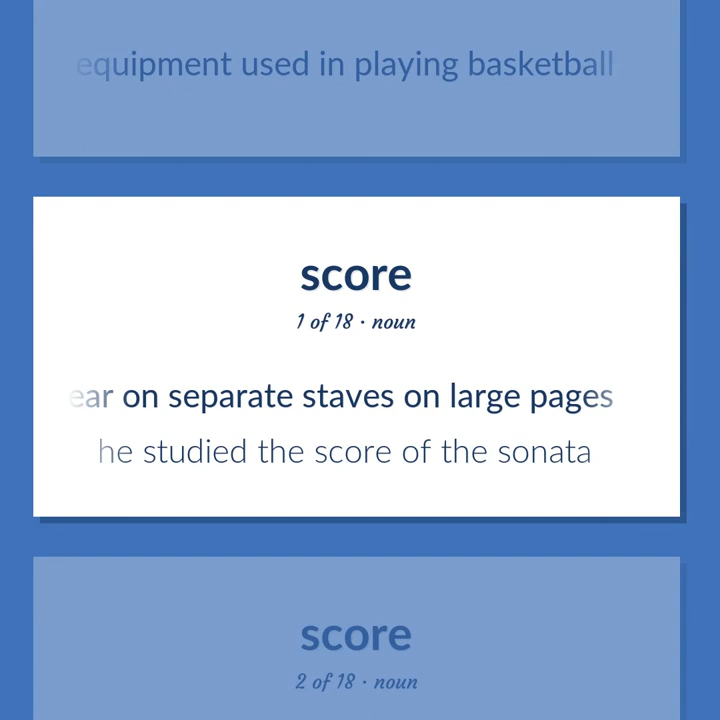 equipment used in playing basketball
score
1 of 18 · noun
ear on separate staves on large pages
he studied the score of the sonata
score
2 of 18 · noun